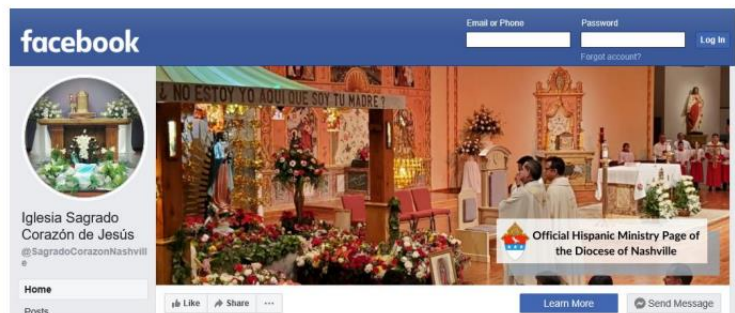 facebook
Email or Phone
Password
Log In
Forgot account?
¿ NO ESTOY YO AQUI QUE SOY TU MADRE ?
Official Hispanic Ministry Page of
the Diocese of Nashville
Iglesia Sagrado
Corazón de Jesús
@SagradoCorazonNashvill
e
Home
Posts
Like
Share
Learn More
Send Message